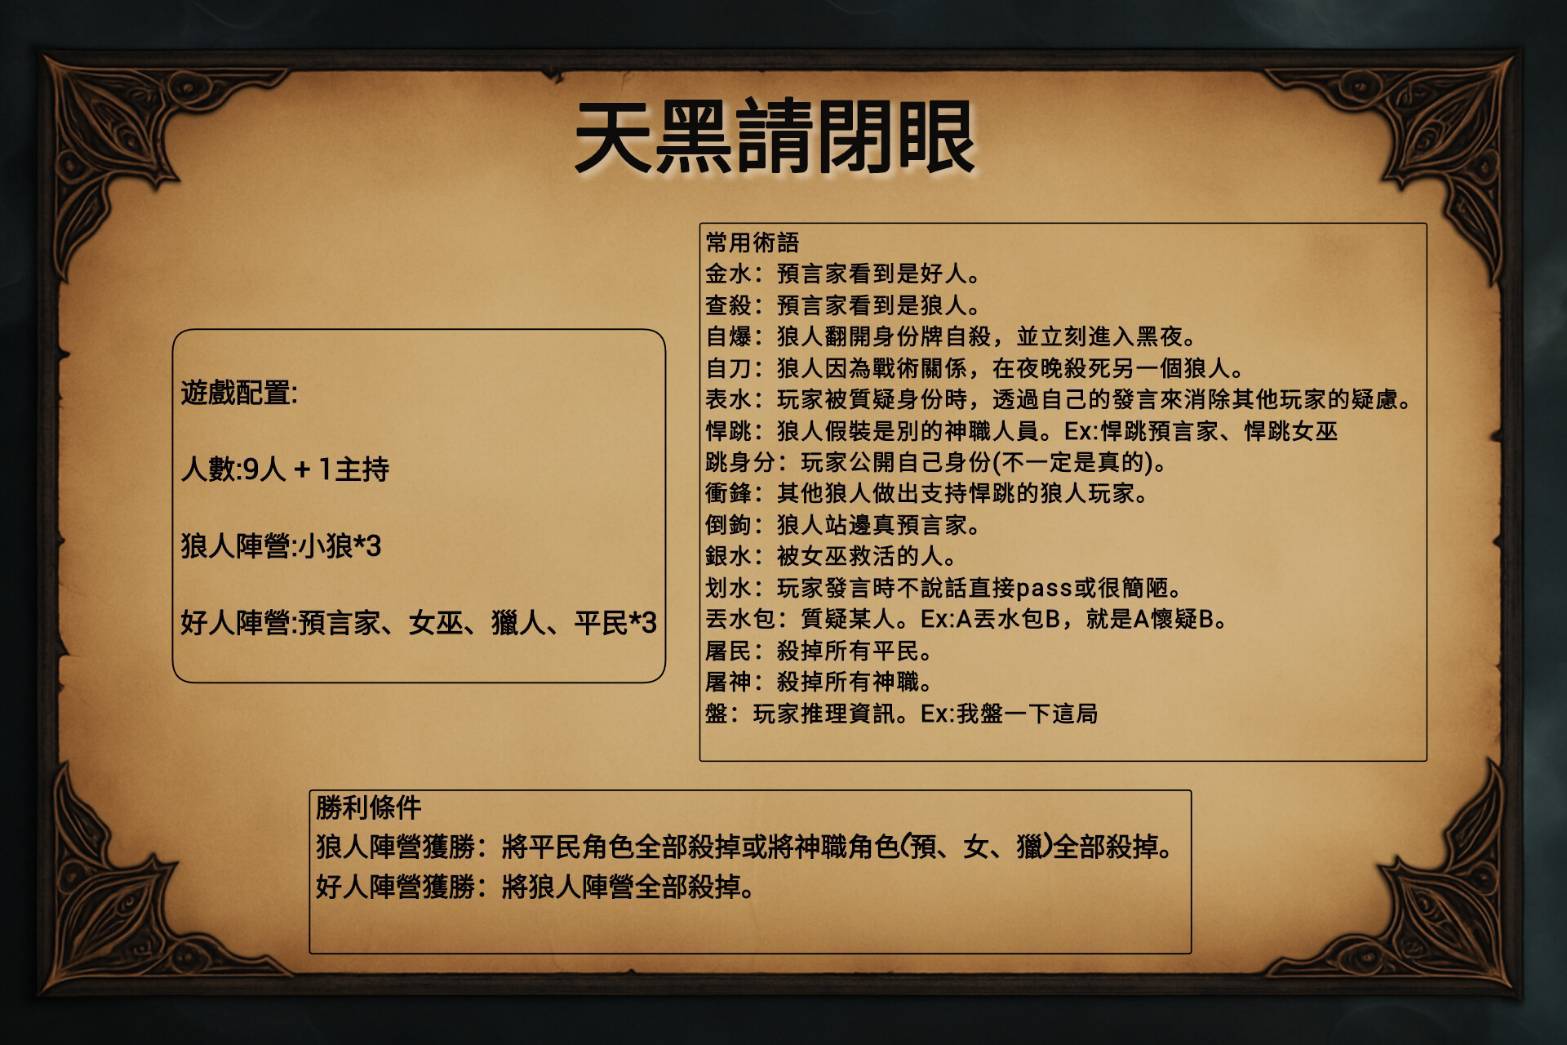 天黑請閉眼
遊戲配置:
人數:9人 + 1主持
狼人陣營:小狼*3
好人陣營:預言家、女巫、獵人、平民*3
常用術語
金水：預言家看到是好人。
查殺：預言家看到是狼人。
自爆：狼人翻開身份牌自殺，並立刻進入黑夜。
自刀：狼人因為戰術關係，在夜晚殺死另一個狼人。
表水：玩家被質疑身份時，透過自己的發言來消除其他玩家的疑慮。
悍跳：狼人假裝是別的神職人員。Ex:悍跳預言家、悍跳女巫
跳身分：玩家公開自己身份(不一定是真的)。
衝鋒：其他狼人做出支持悍跳的狼人玩家。
倒鉤：狼人站邊真預言家。
銀水：被女巫救活的人。
划水：玩家發言時不說話直接pass或很簡陋。
丟水包：質疑某人。Ex:A丟水包B，就是A懷疑B。
屠民：殺掉所有平民。
屠神：殺掉所有神職。
盤：玩家推理資訊。Ex:我盤一下這局
勝利條件
狼人陣營獲勝：將平民角色全部殺掉或將神職角色(預、女、獵)全部殺掉。
好人陣營獲勝：將狼人陣營全部殺掉。